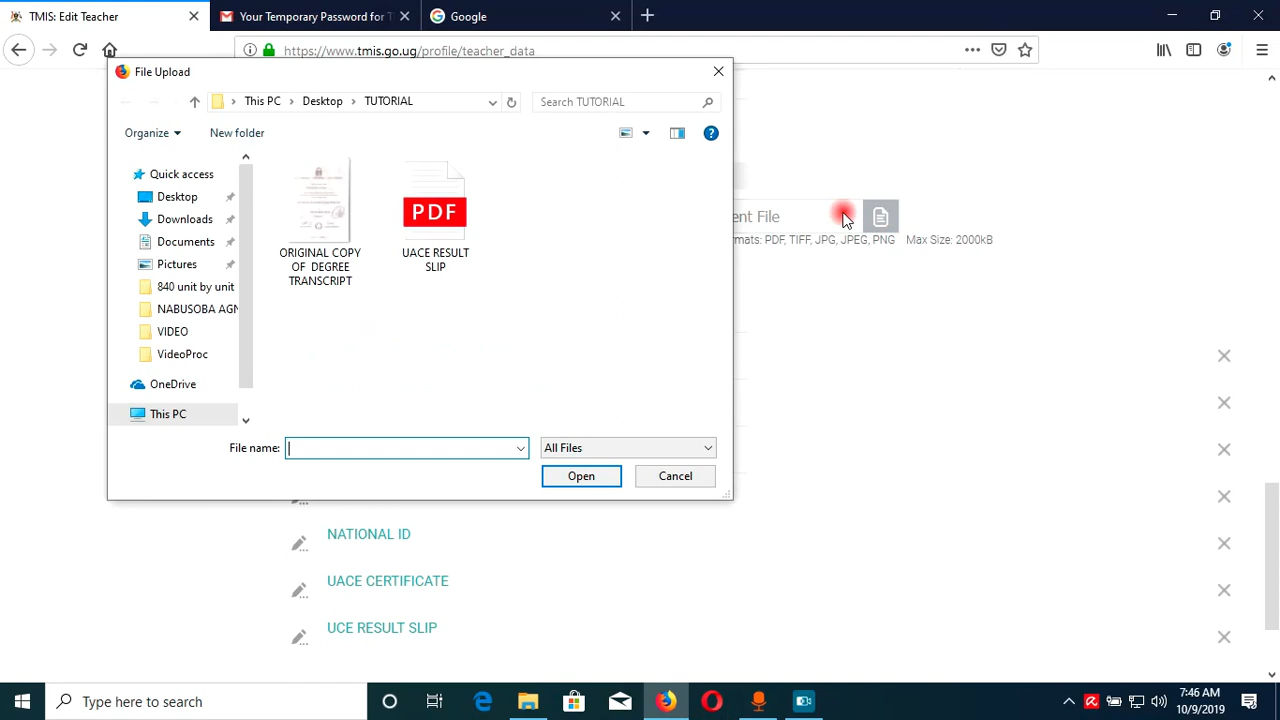 TMIS: Edit Teacher
Your Temporary Password for T
Google
https://www.tmis.go.ug/profile/teacher_data
File Upload
This PC > Desktop > TUTORIAL
Search TUTORIAL
Organize
New folder
Quick access
Desktop
Downloads
Documents
Pictures
840 unit by unit
NABUSOBA AGN
VIDEO
VideoProc
OneDrive
This PC
ORIGINAL COPY
OF DEGREE
TRANSCRIPT
PDF
UACE RESULT
SLIP
File name:
All Files
Open
Cancel
ent File
rmats: PDF, TIFF, JPG, JPEG, PNG Max Size: 2000kB
NATIONAL ID
UACE CERTIFICATE
UCE RESULT SLIP
Type here to search
7:46 AM
10/9/2019